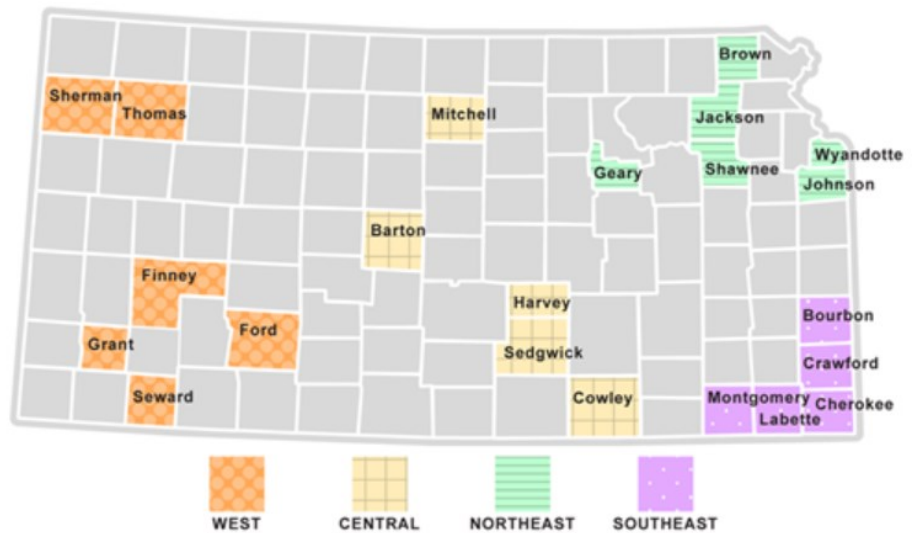 Brown
Sherman
Thomas
Mitchell
Jackson
Wyandotte
Geary
Shawnee
Johnson
Barton
Finney
Harvey
Bourbon
Ford
Grant
Sedgwick
Crawford
Seward
Cowley
Montgomery
Cherokee
Labette
WEST
CENTRAL
NORTHEAST
SOUTHEAST